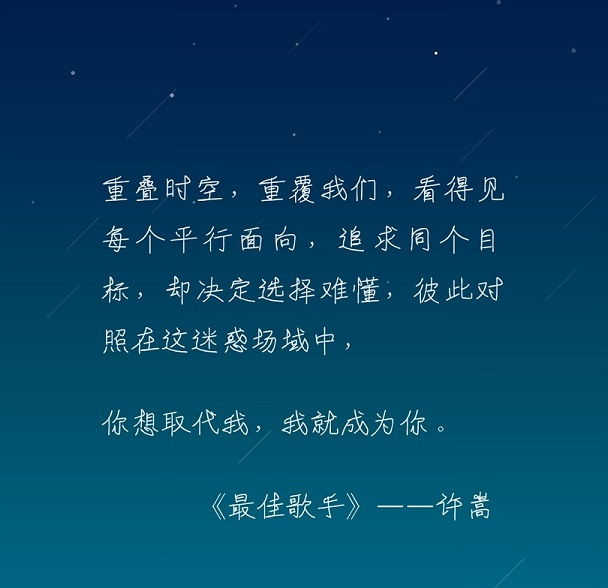 重叠时空，重覆我们，看得见
每个平行面向，追求同个目
标，却决定选择难懂，彼此对
照在这迷惑场域中，
你想取代我，我就成为你。
《最佳歌手》——许嵩